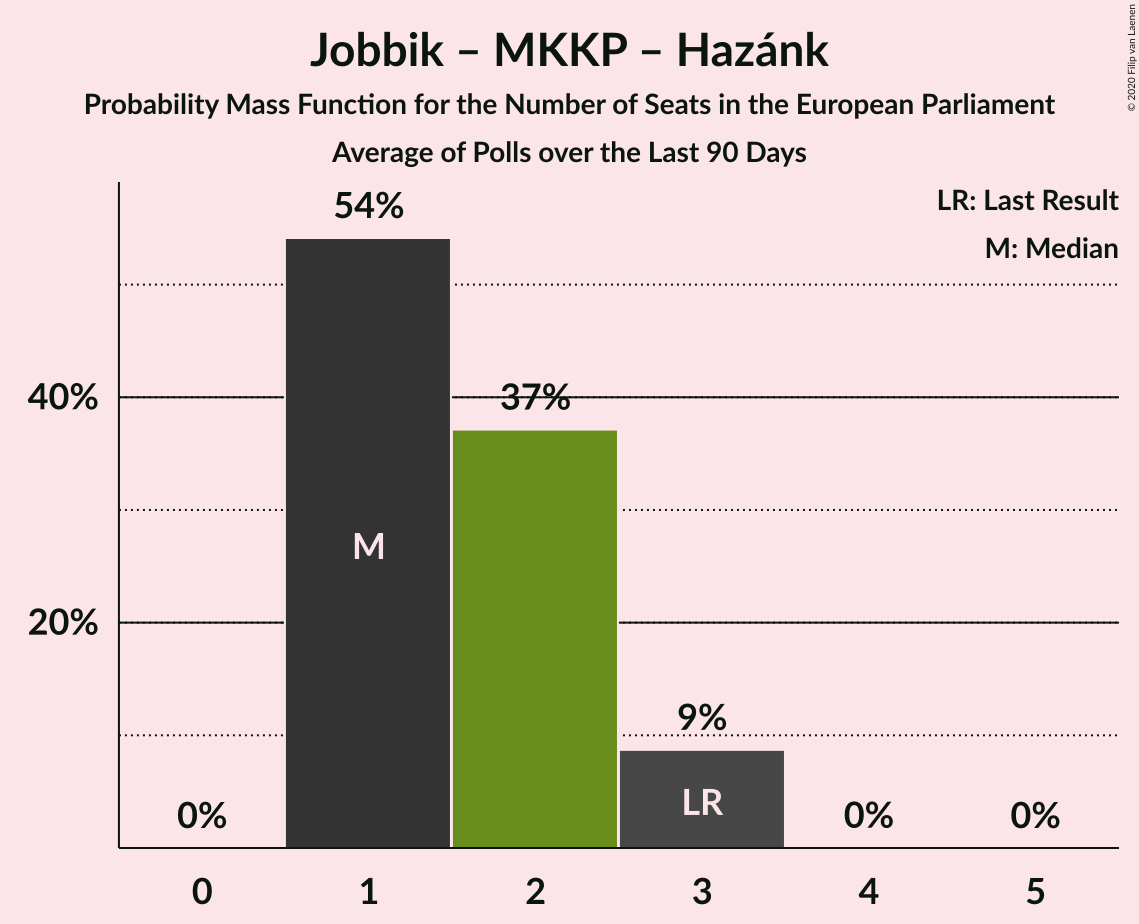 Jobbik – MKKP – Hazánk
Probability Mass Function for the Number of Seats in the European Parliament
Average of Polls over the Last 90 Days
© 2020 Filip van Laenen
LR: Last Result
M: Median
54%
40%
37%
M
20%
9%
LR
0%
0%
0%
0
1
2
3
4
5